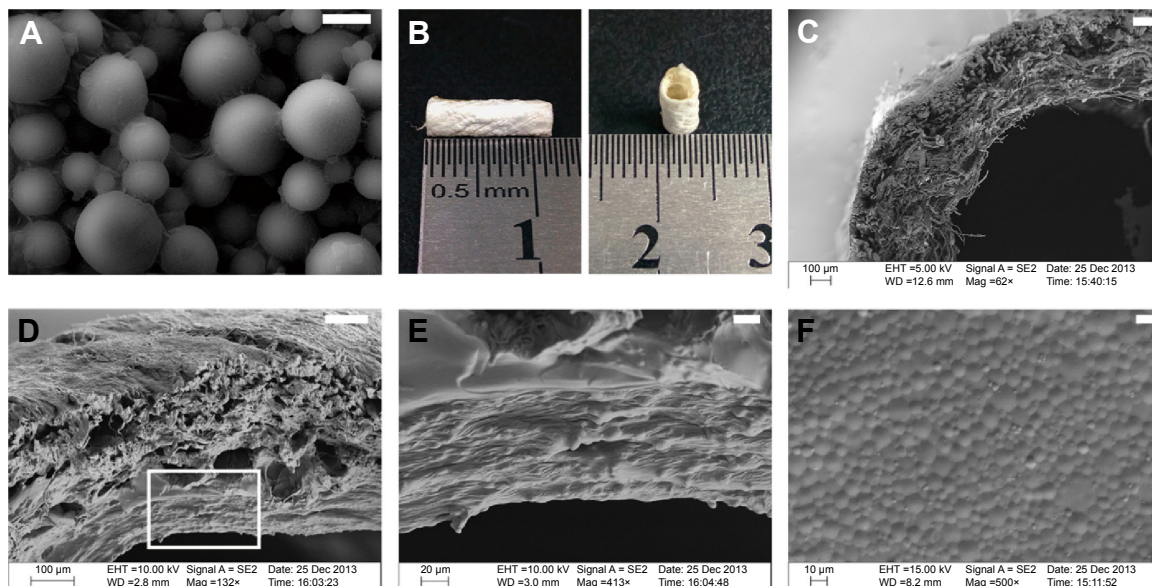 A
B
0.5 mm
1
2
3
C
100 µm
EHT =5.00 kV Signal A = SE2 Date: 25 Dec 2013
WD =12.6 mm Mag =62× Time: 15:40:15
D
100 µm
EHT =10.00 kV Signal A = SE2 Date: 25 Dec 2013
WD =2.8 mm Mag =132× Time: 16:03:23
E
20 µm
EHT =10.00 kV Signal A = SE2 Date: 25 Dec 2013
WD =3.0 mm Mag =413× Time: 16:04:48
F
10 µm
EHT =15.00 kV Signal A = SE2 Date: 25 Dec 2013
WD =8.2 mm Mag =500× Time: 15:11:52